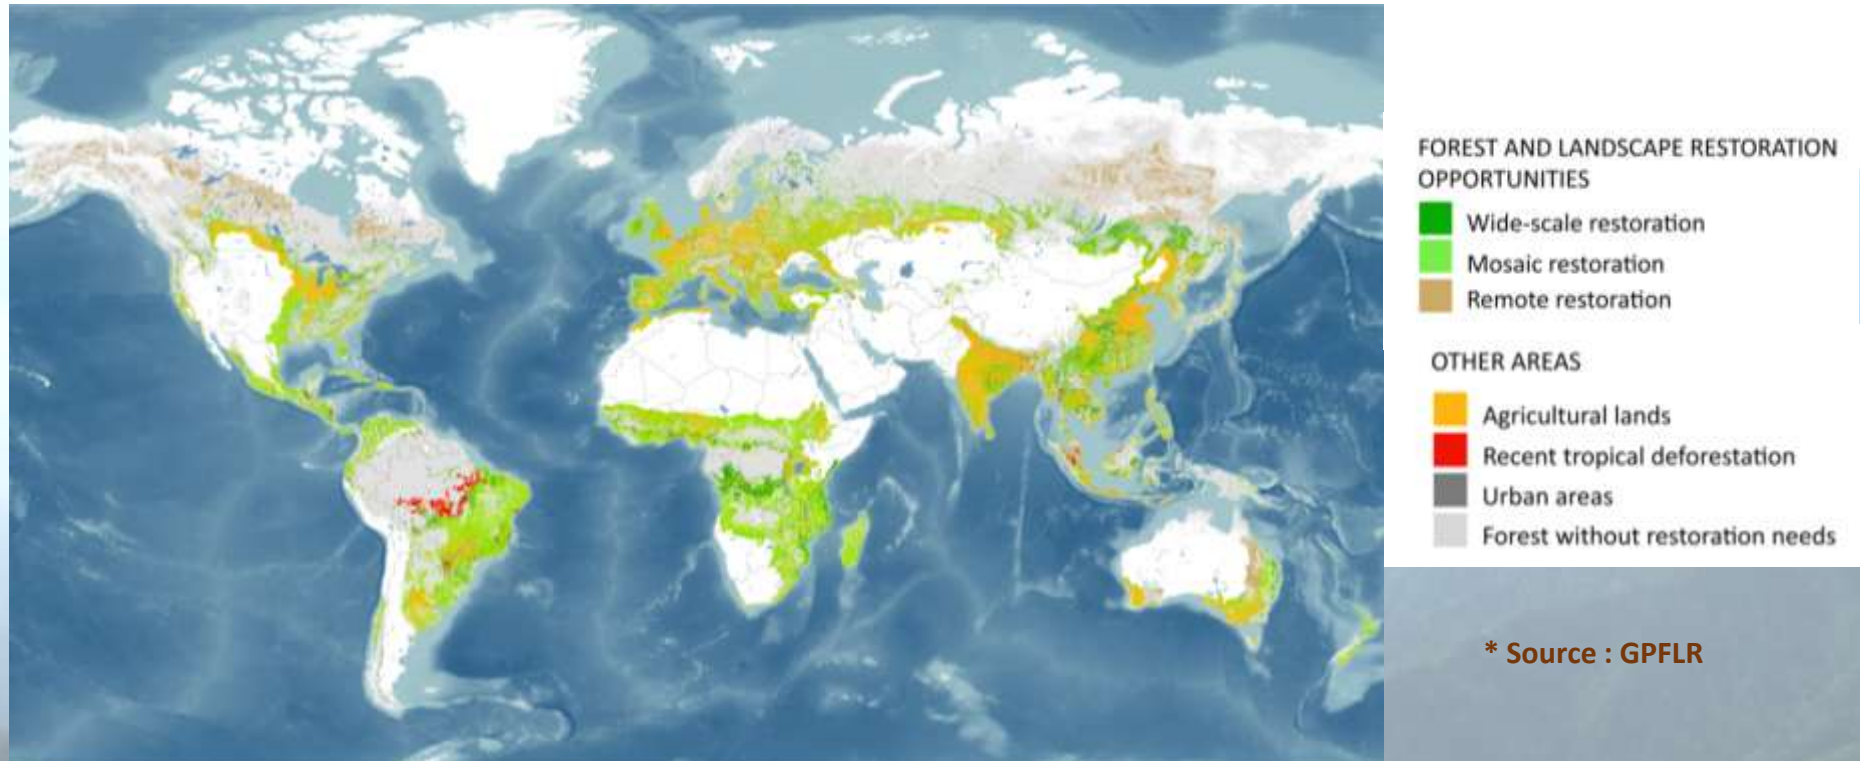 FOREST AND LANDSCAPE RESTORATION
OPPORTUNITIES
Wide-scale restoration
Mosaic restoration
Remote restoration
OTHER AREAS
Agricultural lands
Recent tropical deforestation
Urban areas
Forest without restoration needs
* Source : GPFLR